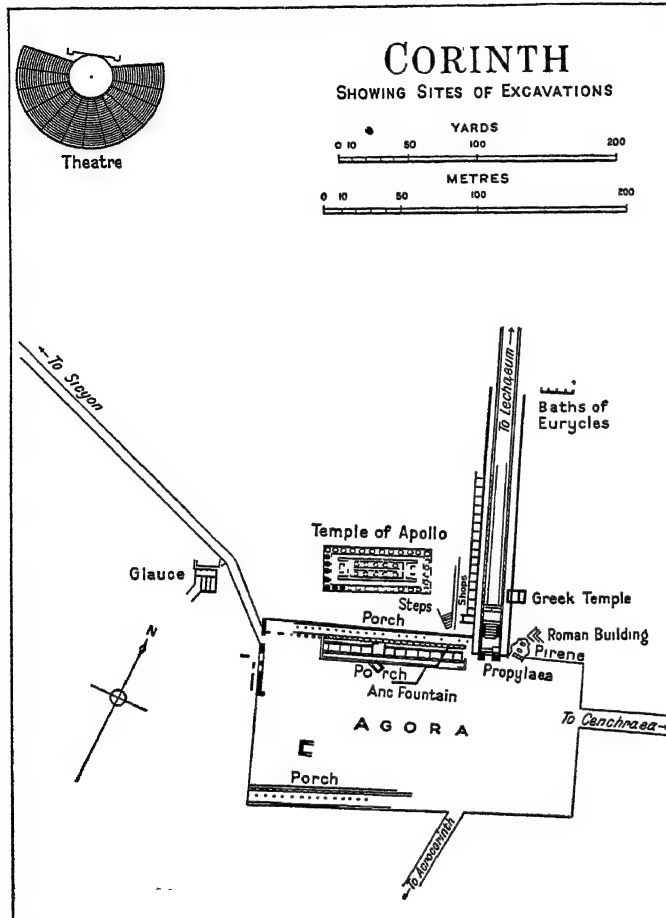 CORINTH
SHOWING SITES OF EXCAVATIONS
YARDS
0 10 50 100 200
METRES
0 10 50 100 200
Theatre
To Sicyon
To Lechaeum
Baths of
Eurycles
Temple of Apollo
Glauce
Steps
Shops
Greek Temple
Porch
Roman Building
Pirene
Porch
Propylaea
Anc Fountain
N
AGORA
To Cenchraea
Porch
To Acrocorinth